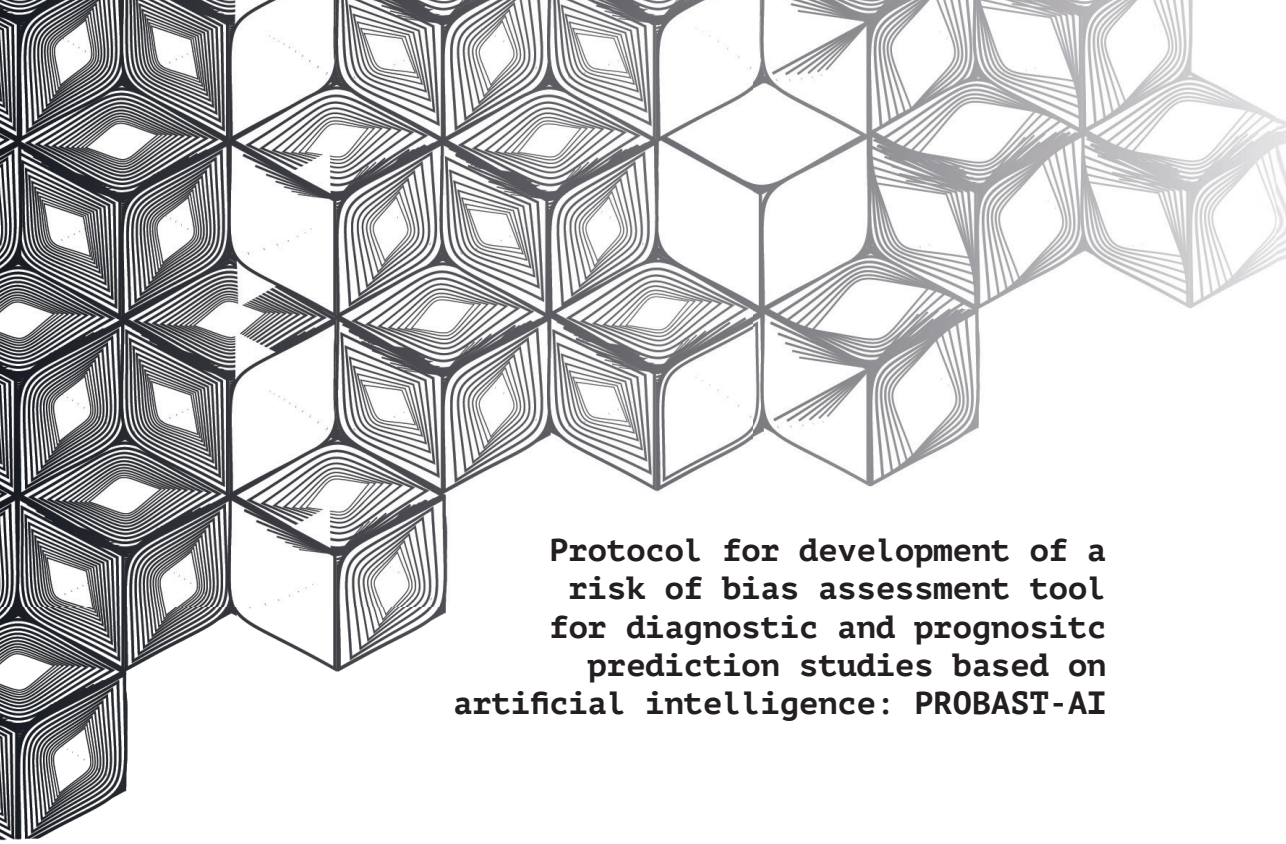 Protocol for development of a
risk of bias assessment tool
for diagnostic and prognositc
prediction studies based on
artificial intelligence: PROBAST-AI